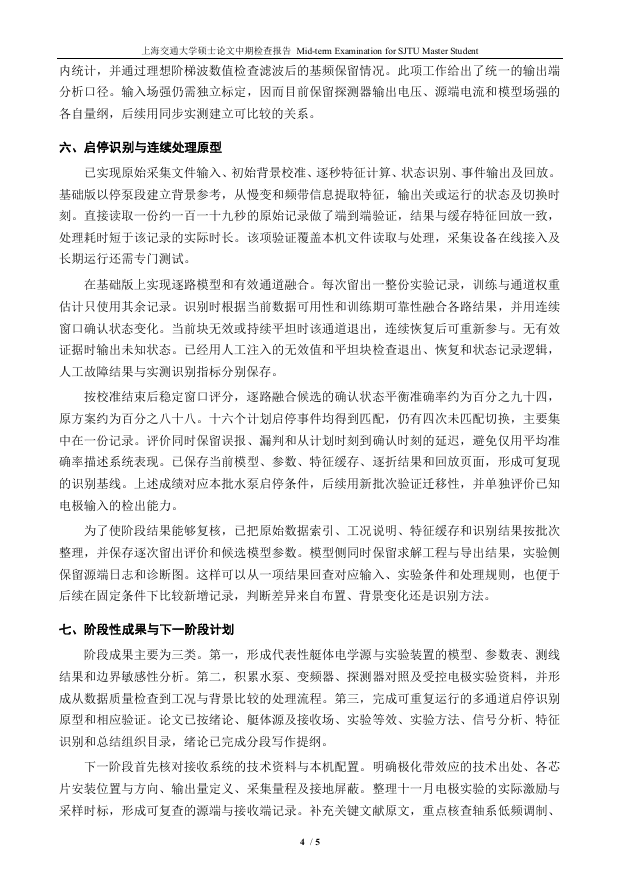 上海交通大学硕士论文中期检查报告 Mid-term Examination for SJTU Master Student
内统计，并通过理想阶梯波数值检查滤波后的基频保留情况。此项工作给出了统一的输出端
分析口径。输入场强仍需独立标定，因而目前保留探测器输出电压、源端电流和模型场强的
各自量纲，后续用同步实测建立可比较的关系。
六、启停识别与连续处理原型
已实现原始采集文件输入、初始背景校准、逐秒特征计算、状态识别、事件输出及回放。
基础版以停泵段建立背景参考，从慢变和频带信息提取特征，输出关或运行的状态及切换时
刻。直接读取一份约一百一十九秒的原始记录做了端到端验证，结果与缓存特征回放一致，
处理耗时短于该记录的实际时长。该项验证覆盖本机文件读取与处理，采集设备在线接入及
长期运行还需专门测试。
在基础版上实现逐路模型和有效通道融合。每次留出一整份实验记录，训练与通道权重
估计只使用其余记录。识别时根据当前数据可用性和训练期可靠性融合各路结果，并用连续
窗口确认状态变化。当前块无效或持续平坦时该通道退出，连续恢复后可重新参与。无有效
证据时输出未知状态。已经用人工注入的无效值和平坦块检查退出、恢复和状态记录逻辑，
人工故障结果与实测识别指标分别保存。
按校准结束后稳定窗口评分，逐路融合候选的确认状态平衡准确率约为百分之九十四，
原方案约为百分之八十八。十六个计划启停事件均得到匹配，仍有四次未匹配切换，主要集
中在一份记录。评价同时保留误报、漏判和从计划时刻到确认时刻的延迟，避免仅用平均准
确率描述系统表现。已保存当前模型、参数、特征缓存、逐折结果和回放页面，形成可复现
的识别基线。上述成绩对应本批水泵启停条件，后续用新批次验证迁移性，并单独评价已知
电极输入的检出能力。
为了使阶段结果能够复核，已把原始数据索引、工况说明、特征缓存和识别结果按批次
整理，并保存逐次留出评价和候选模型参数。模型侧同时保留求解工程与导出结果，实验侧
保留源端日志和诊断图。这样可以从一项结果回查对应输入、实验条件和处理规则，也便于
后续在固定条件下比较新增记录，判断差异来自布置、背景变化还是识别方法。
七、阶段性成果与下一阶段计划
阶段成果主要为三类。第一，形成代表性艇体电学源与实验装置的模型、参数表、测线
结果和边界敏感性分析。第二，积累水泵、变频器、探测器对照及受控电极实验资料，并形
成从数据质量检查到工况与背景比较的处理流程。第三，完成可重复运行的多通道启停识别
原型和相应验证。论文已按绪论、艇体源及接收场、实验等效、实验方法、信号分析、特征
识别和总结组织目录，绪论已完成分段写作提纲。
下一阶段首先核对接收系统的技术资料与本机配置。明确极化带效应的技术出处、各芯
片安装位置与方向、输出量定义、采集量程及接地屏蔽。整理十一月电极实验的实际激励与
采样时标，形成可复查的源端与接收端记录。补充关键文献原文，重点核查轴系低频调制、
4 / 5